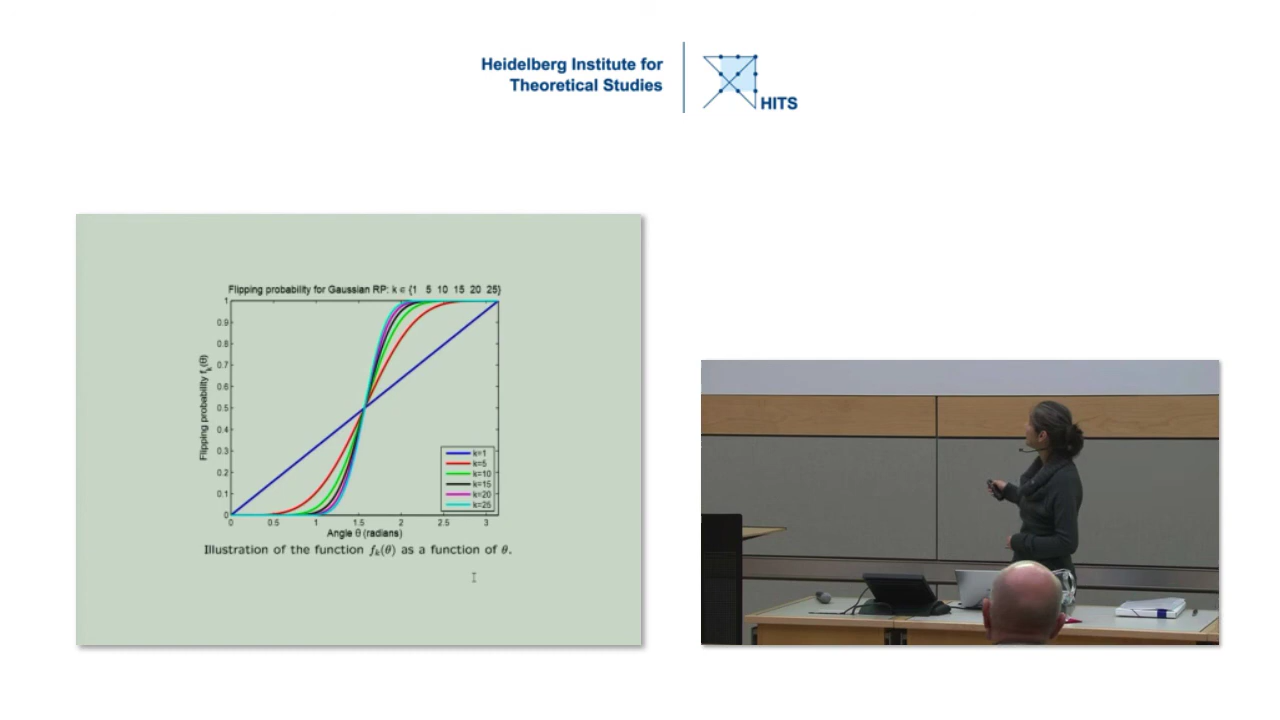 Heidelberg Institute for
Theoretical Studies
HITS
Flipping probability for Gaussian RP: k ∈ {1 5 10 15 20 25}
1
0.9
0.8
0.7
0.6
0.5
0.4
0.3
0.2
0.1
0
Flipping probability f_k(θ)
k=1
k=5
k=10
k=15
k=20
k=25
0 0.5 1 1.5 2 2.5 3
Angle θ (radians)
Illustration of the function f_k(θ) as a function of θ.